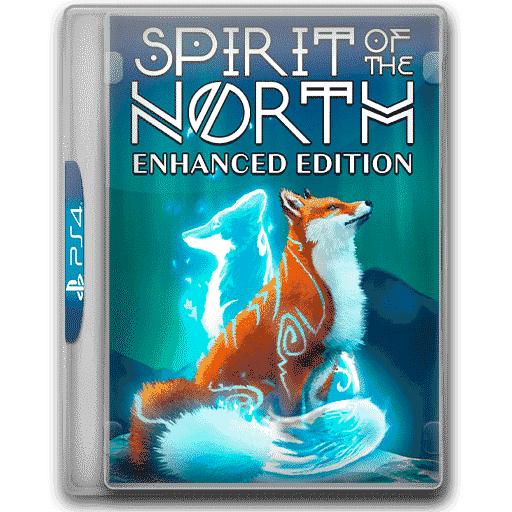 SPIRIT OF
THE
NORTH
ENHANCED EDITION
PS4